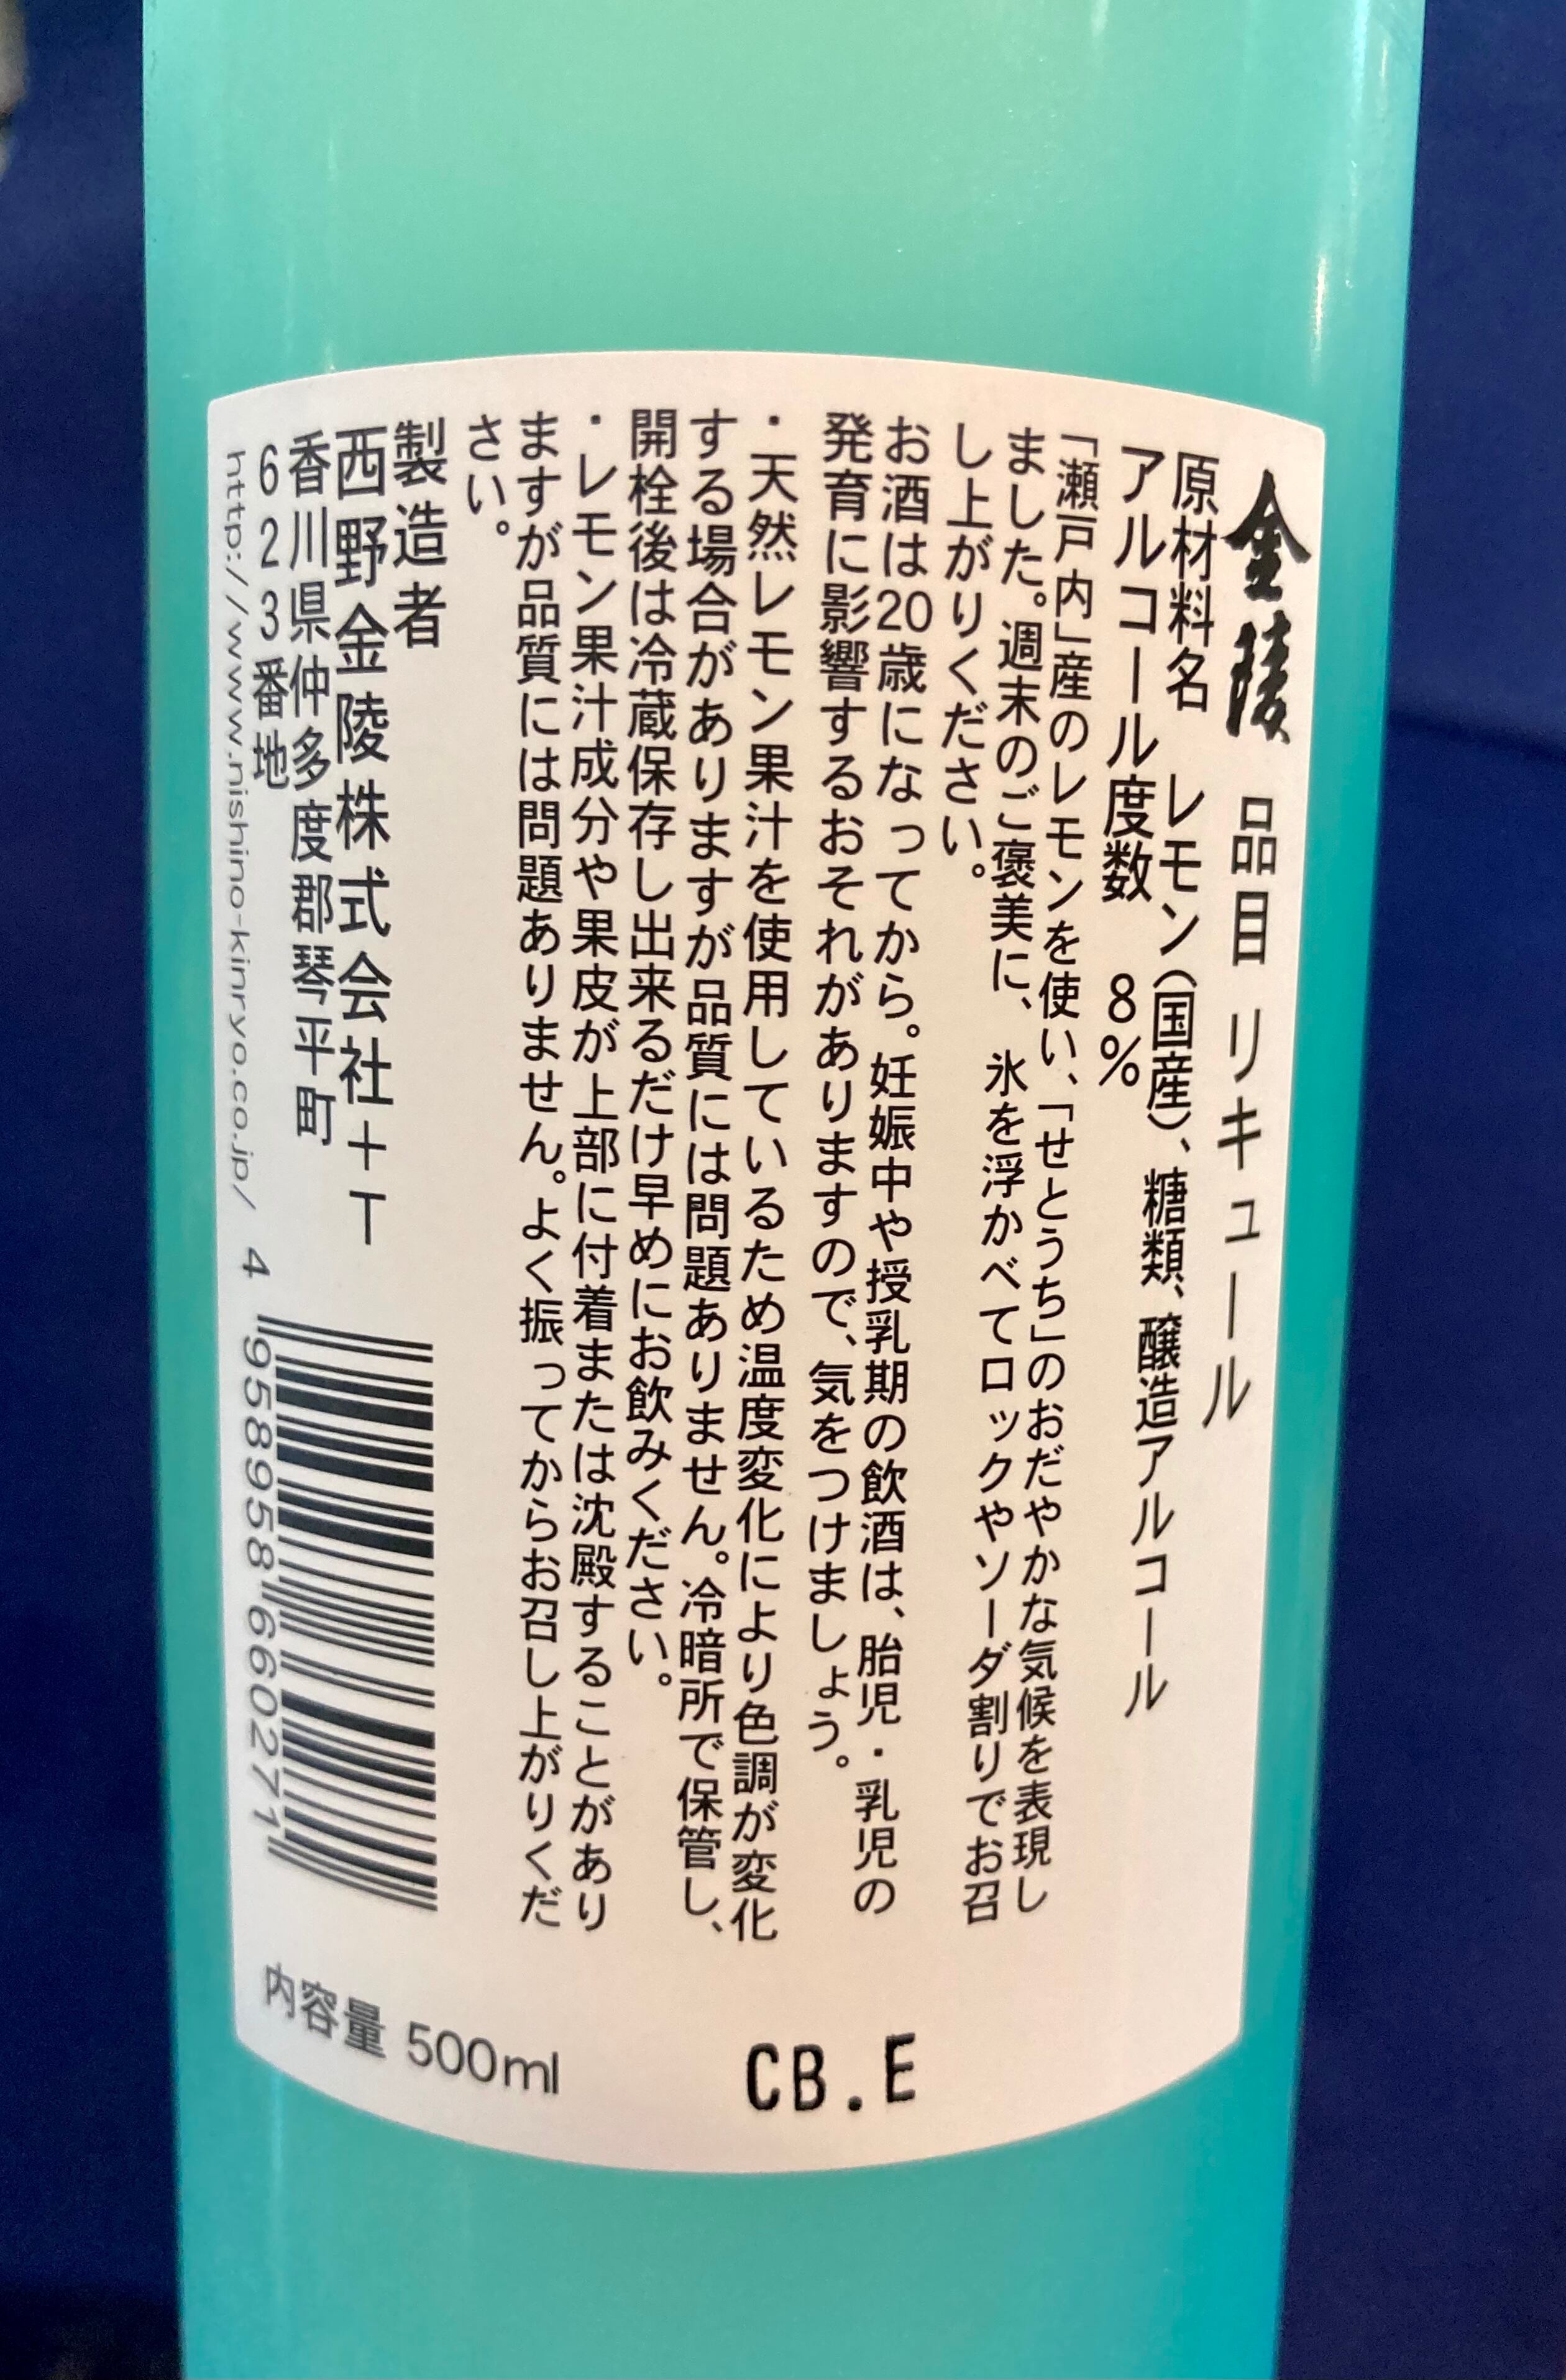 金陵 品目 リキュール
原材料名 レモン(国産)、糖類、醸造アルコール
アルコール度数 8%
「瀬戸内」産のレモンを使い、「せとうち」のおだやかな気候を表現し
ました。週末のご褒美に、 氷を浮かべてロックやソーダ割りでお召
し上がりください。
お酒は20歳になってから。妊娠中や授乳期の飲酒は、胎児・乳児の
発育に影響するおそれがありますので、気をつけましょう。
・天然レモン果汁を使用しているため温度変化により色調が変化
する場合がありますが品質には問題ありません。冷暗所で保管し、
開栓後は冷蔵保存し出来るだけ早めにお飲みください。
・レモン果汁成分や果皮が上部に付着または沈殿することがあり
ますが品質には問題ありません。よく振ってからお召し上がりくだ
さい。
製造者
西野金陵株式会社+T
香川県仲多度郡琴平町
623番地
http://www.nishino-kinryo.co.jp/
4 958958 660271
内容量 500ml
CB.E